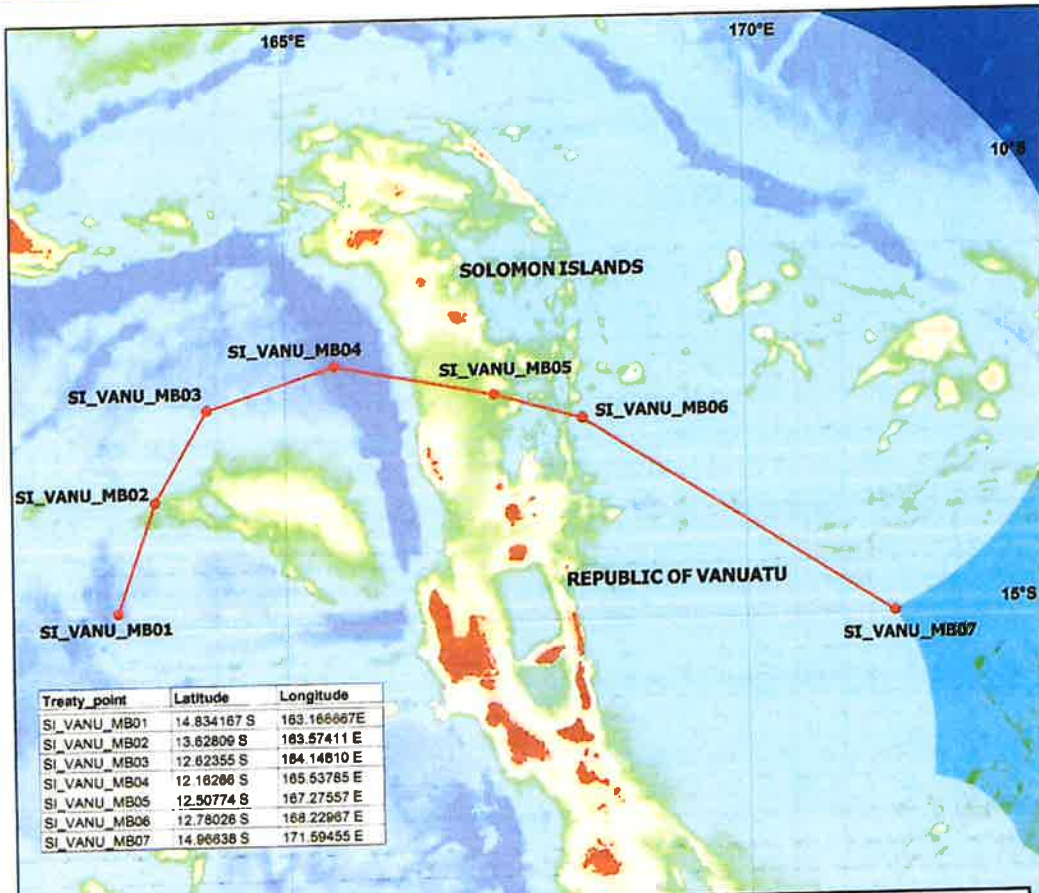 165°E
170°E
10°S
SOLOMON ISLANDS
SI_VANU_MB04
SI_VANU_MB05
SI_VANU_MB03
SI_VANU_MB06
SI_VANU_MB02
REPUBLIC OF VANUATU
15°S
SI_VANU_MB01
SI_VANU_MB07
Treaty_point Latitude Longitude
SI_VANU_MB01 14.834167 S 163.166667E
SI_VANU_MB02 13.62809 S 163.57411 E
SI_VANU_MB03 12.62355 S 164.14610 E
SI_VANU_MB04 12.16266 S 165.53765 E
SI_VANU_MB05 12.50774 S 167.27557 E
SI_VANU_MB06 12.78026 S 168.22967 E
SI_VANU_MB07 14.96638 S 171.59455 E